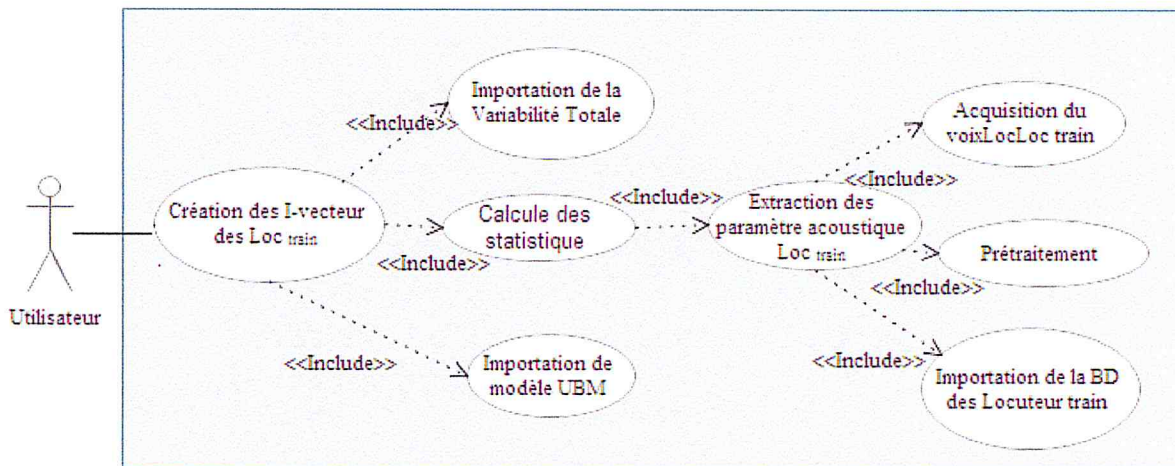 Importation de la
Variabilité Totale
<<Include>>
Acquisition du
voixLocLoc train
<<Include>>
<<Include>>
Création des I-vecteur
des Loc train
Calcule des
statistique
Extraction des
paramètre acoustique
Loc train
<<Include>>
Prétraitement
<<Include>>
Utilisateur
<<Include>>
Importation de
modèle UBM
<<Include>>
Importation de la BD
des Locuteur train